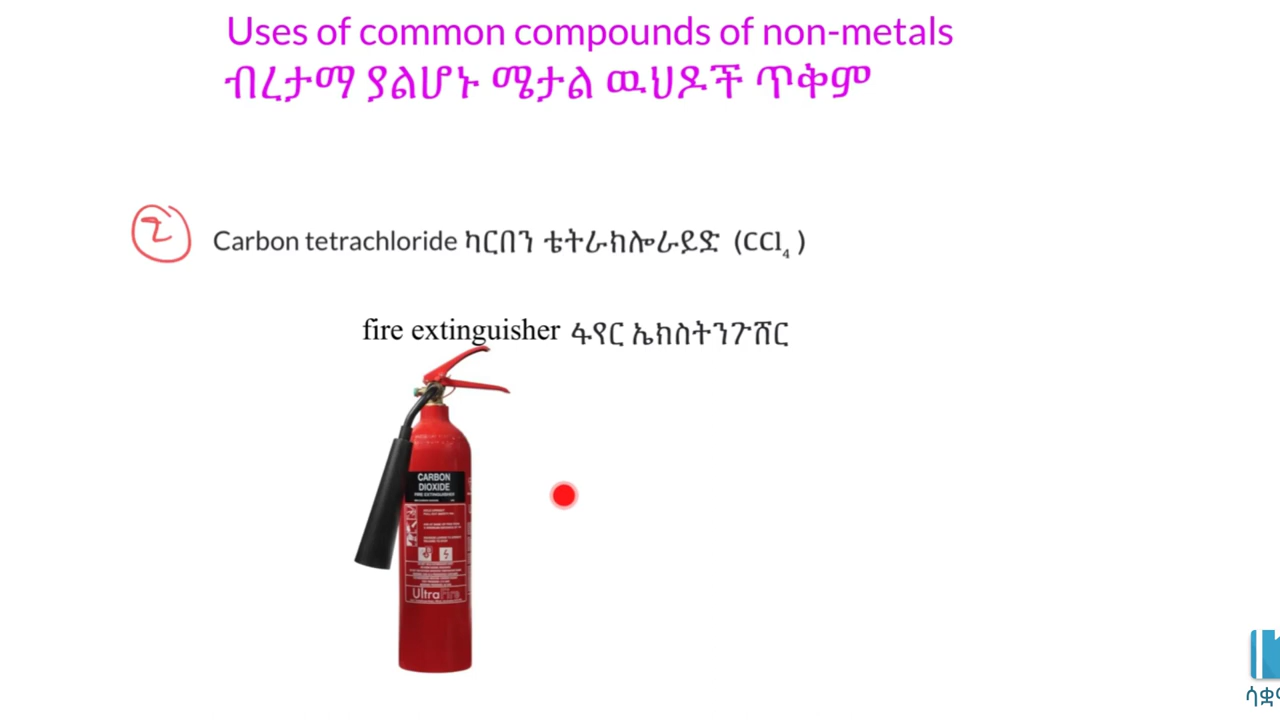 Uses of common compounds of non-metals
ብረታማ ያልሆኑ ሜታል ዉህዶች ጥቅም
2
Carbon tetrachloride ካርበን ቴትራክሎራይድ (CCl₄ )
fire extinguisher ፋየር ኤክስትንጉሸር
CARBON
DIOXIDE
FIRE EXTINGUISHER
UltraFire